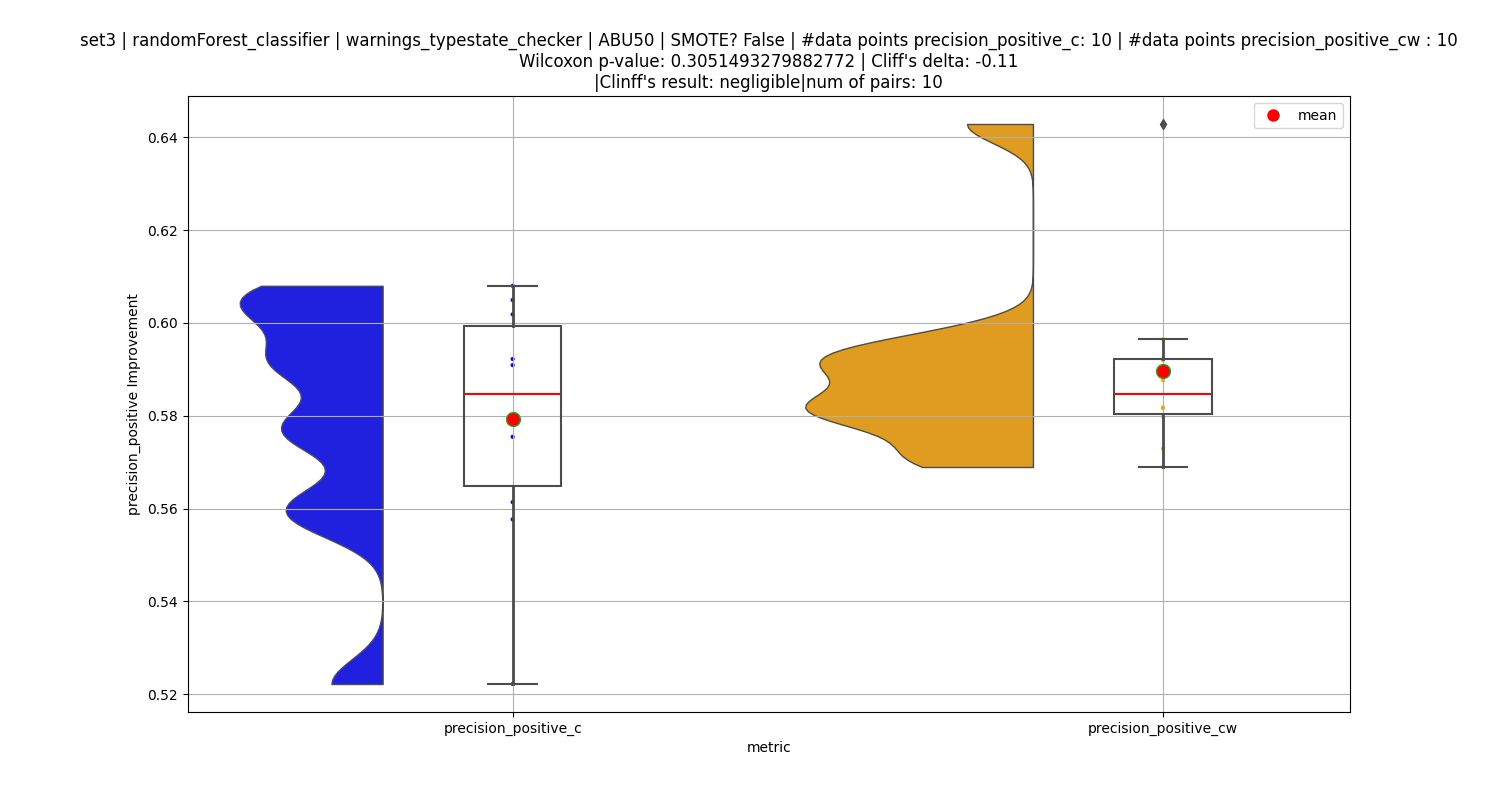 set3 | randomForest_classifier | warnings_typestate_checker | ABU50 | SMOTE? False | #data points precision_positive_c: 10 | #data points precision_positive_cw : 10
Wilcoxon p-value: 0.3051493279882772 | Cliff's delta: -0.11
|Clinff's result: negligible|num of pairs: 10
mean
0.64
0.62
0.60
0.58
0.56
0.54
0.52
precision_positive Improvement
precision_positive_c
precision_positive_cw
metric